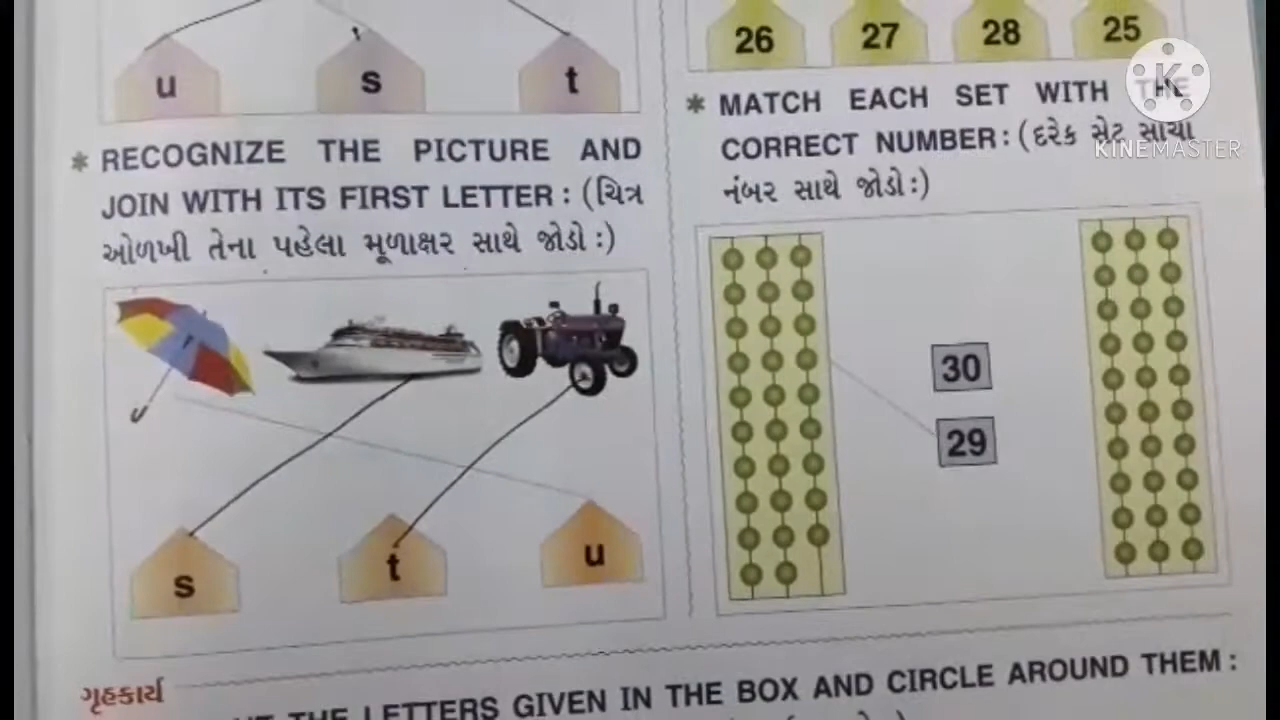 u s t
26 27 28 25
* RECOGNIZE THE PICTURE AND
JOIN WITH ITS FIRST LETTER : (ચિત્ર
ઓળખી તેના પહેલા મૂળાક્ષર સાથે જોડો :)
s t u
* MATCH EACH SET WITH THE
CORRECT NUMBER : (દરેક સેટ સાચા
નંબર સાથે જોડો :)
30
29
K
KINEMASTER
ગૃહકાર્ય
THE LETTERS GIVEN IN THE BOX AND CIRCLE AROUND THEM :